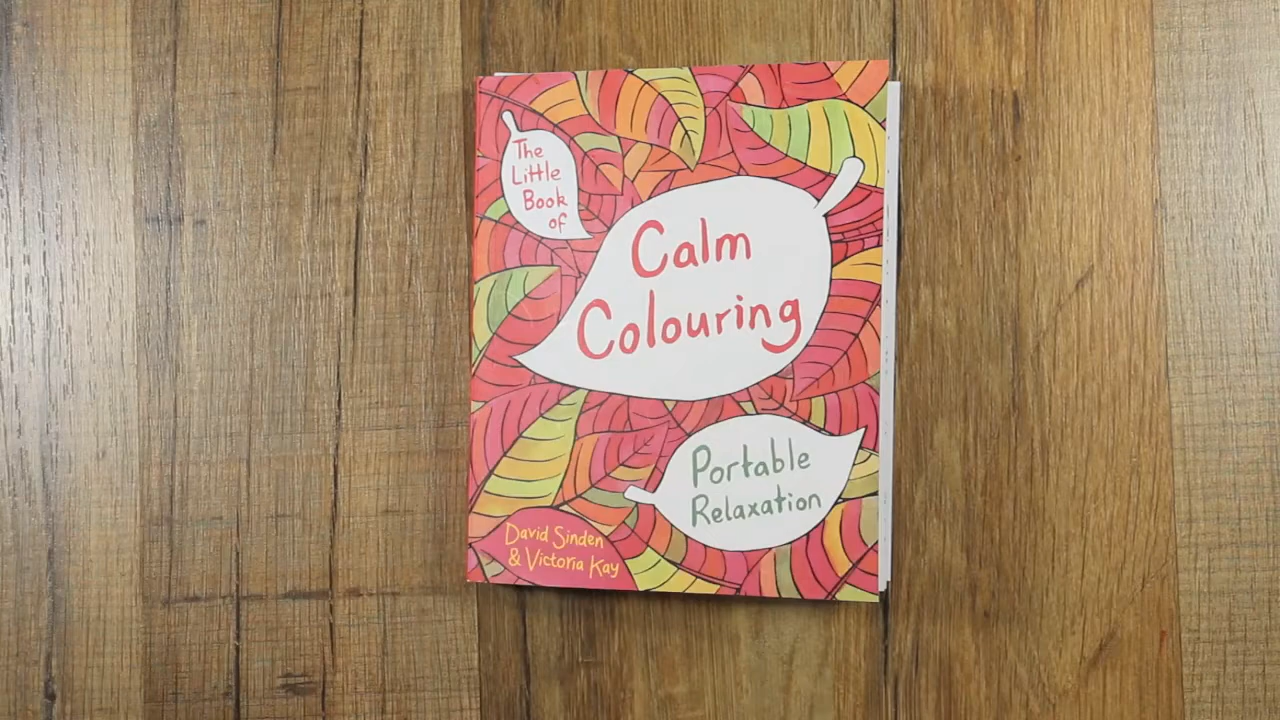 The
Little
Book
of
Calm
Colouring
Portable
Relaxation
David Sinden
& Victoria Kay